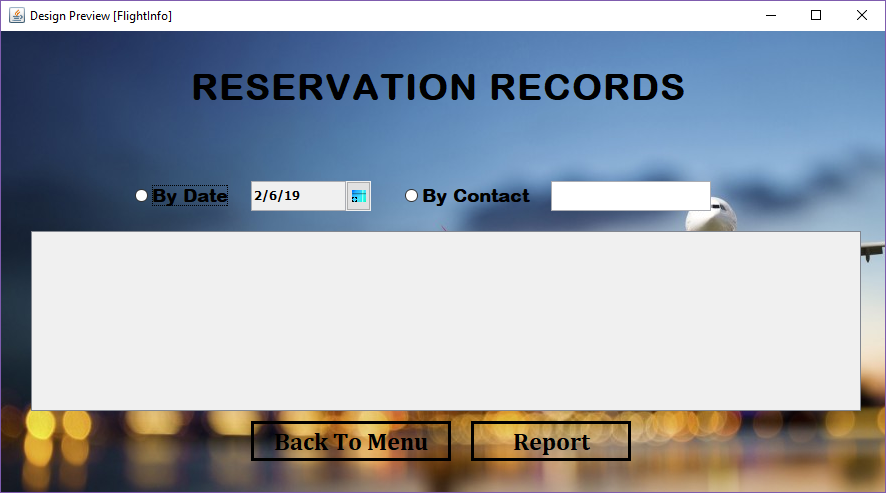 Design Preview [FlightInfo]
RESERVATION RECORDS
By Date 2/6/19 By Contact
Back To Menu Report